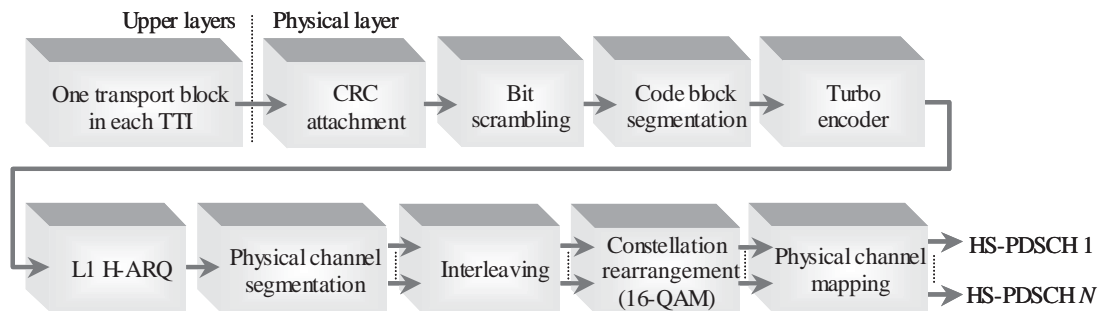 Upper layers
Physical layer
One transport block
in each TTI
CRC
attachment
Bit
scrambling
Code block
segmentation
Turbo
encoder
L1 H-ARQ
Physical channel
segmentation
Interleaving
Constellation
rearrangement
(16-QAM)
Physical channel
mapping
HS-PDSCH 1
HS-PDSCH N